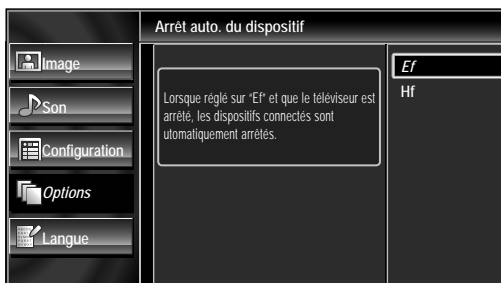 Arrêt auto. du dispositif
Image
Son
Configuration
Options
Langue
Lorsque réglé sur "Ef" et que le téléviseur est
arrêté, les dispositifs connectés sont
utomatiquement arrêtés.
Ef
Hf